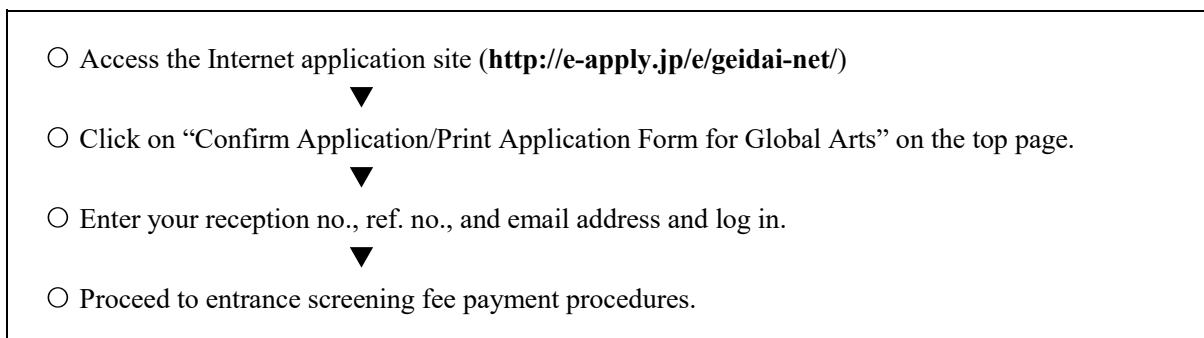 ○ Access the Internet application site (http://e-apply.jp/e/geidai-net/)
▼
○ Click on “Confirm Application/Print Application Form for Global Arts” on the top page.
▼
○ Enter your reception no., ref. no., and email address and log in.
▼
○ Proceed to entrance screening fee payment procedures.